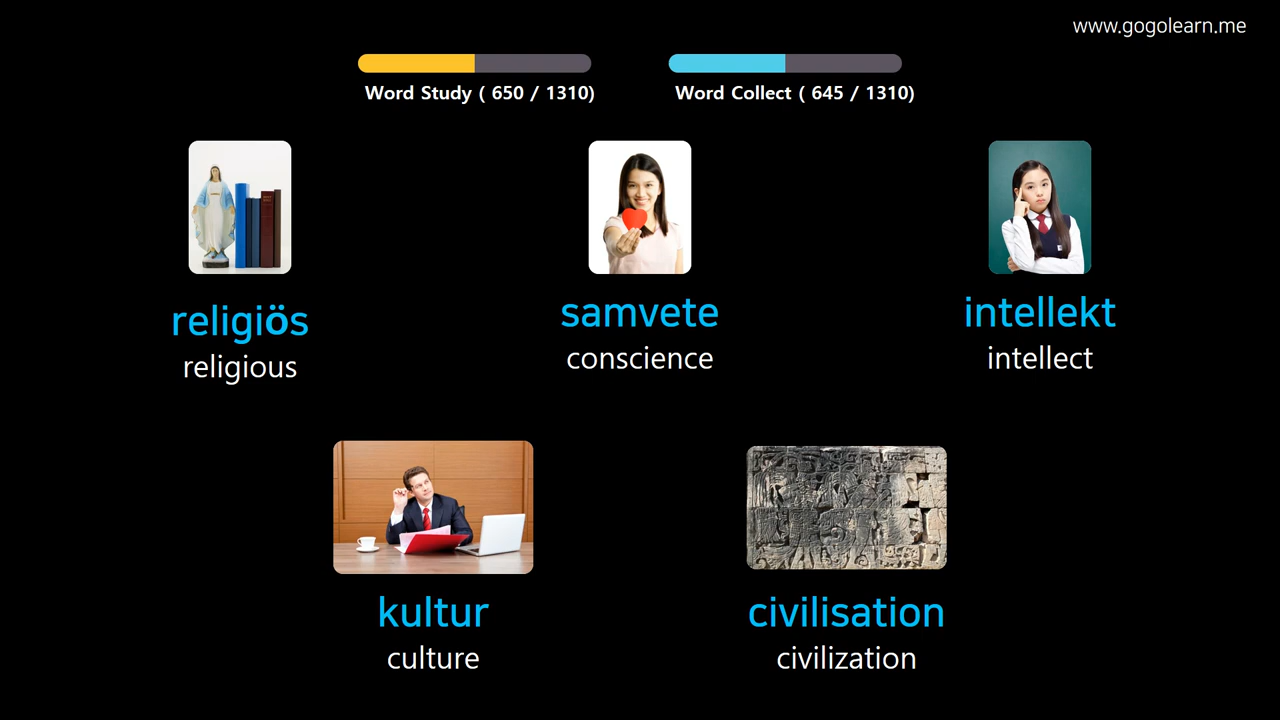 www.gogolearn.me
Word Study ( 650 / 1310)
Word Collect ( 645 / 1310)
religiös
religious
samvete
conscience
intellekt
intellect
kultur
culture
civilisation
civilization